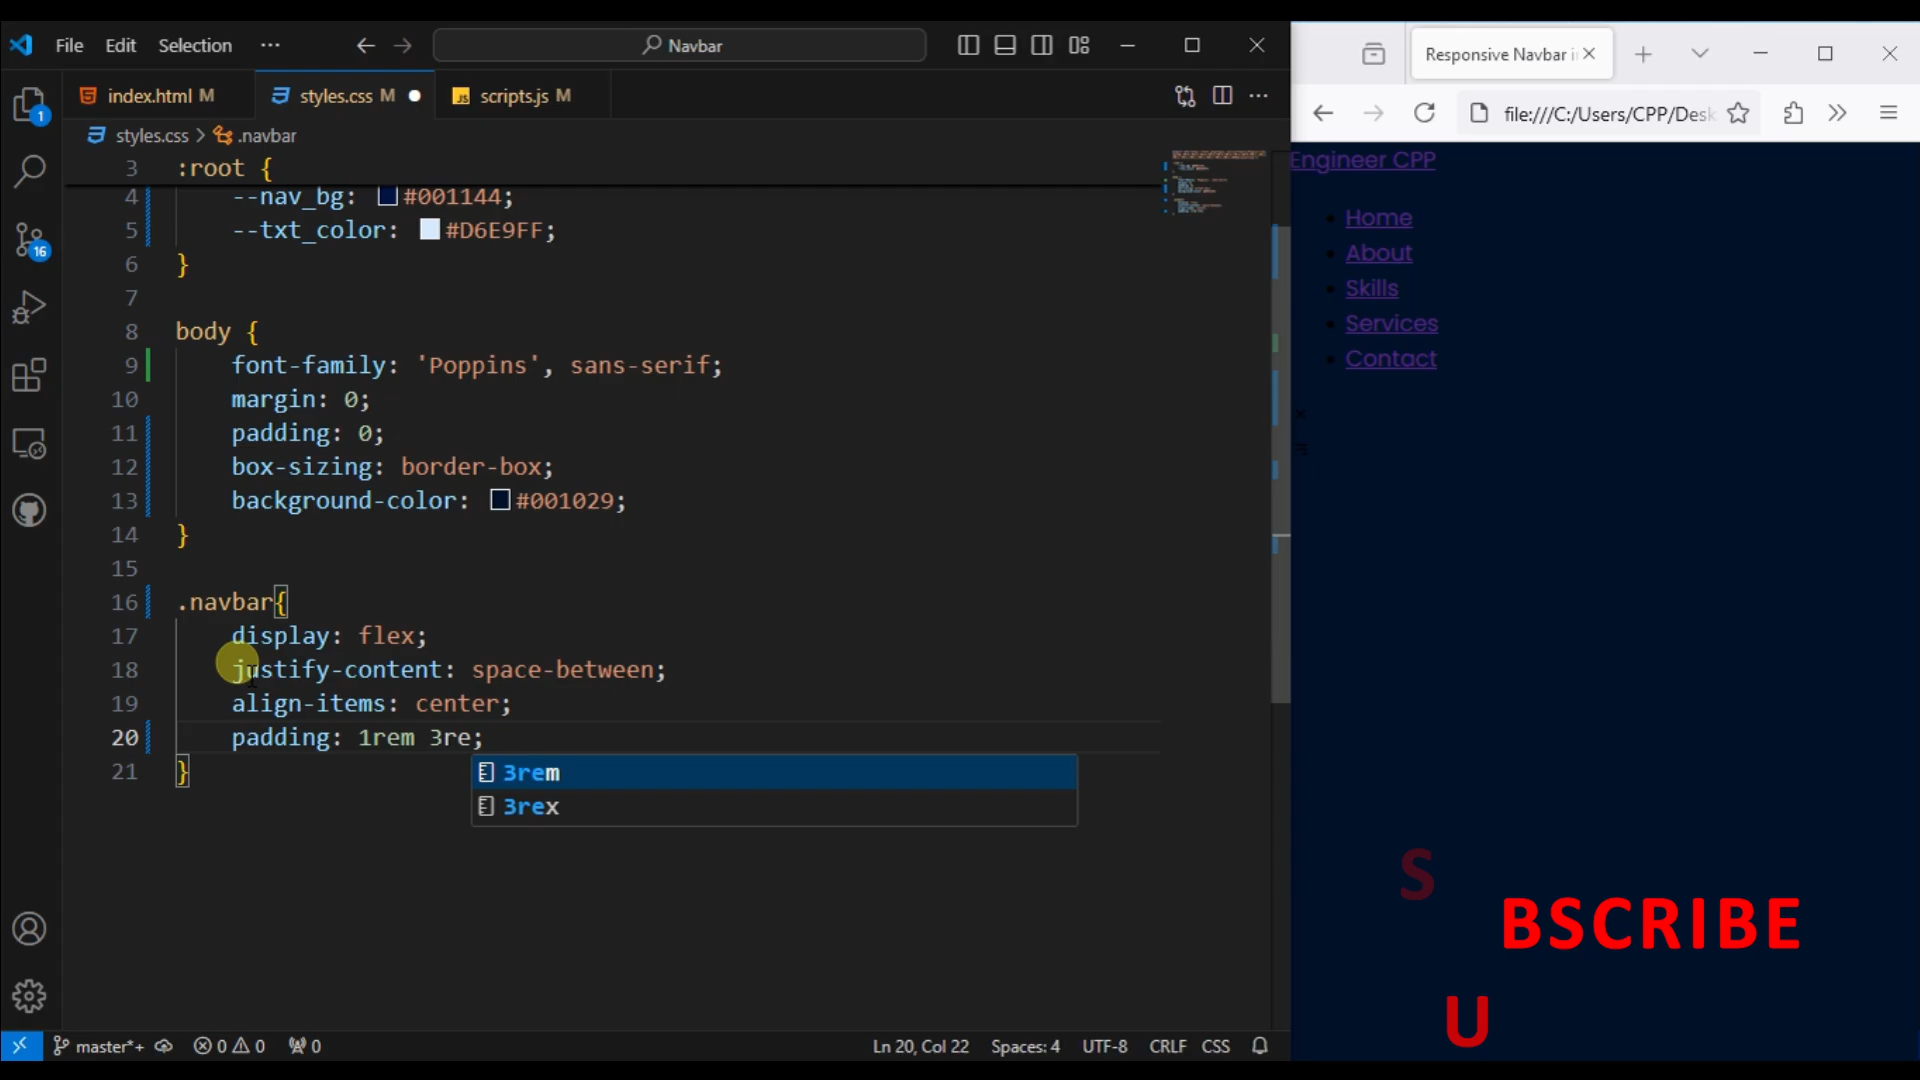 File Edit Selection ··· Navbar
index.html M styles.css M scripts.js M
styles.css > .navbar
3 :root {
4 --nav_bg: #001144;
5 --txt_color: #D6E9FF;
6 }
7
8 body {
9 font-family: 'Poppins', sans-serif;
10 margin: 0;
11 padding: 0;
12 box-sizing: border-box;
13 background-color: #001029;
14 }
15
16 .navbar{
17 display: flex;
18 justify-content: space-between;
19 align-items: center;
20 padding: 1rem 3re;
21 }
3rem
3rex
1
16
master*+ 0 0 0 Ln 20, Col 22 Spaces: 4 UTF-8 CRLF CSS
Responsive Navbar i
file:///C:/Users/CPP/Desk
Engineer CPP
Home
About
Skills
Services
Contact
S
BSCRIBE
U